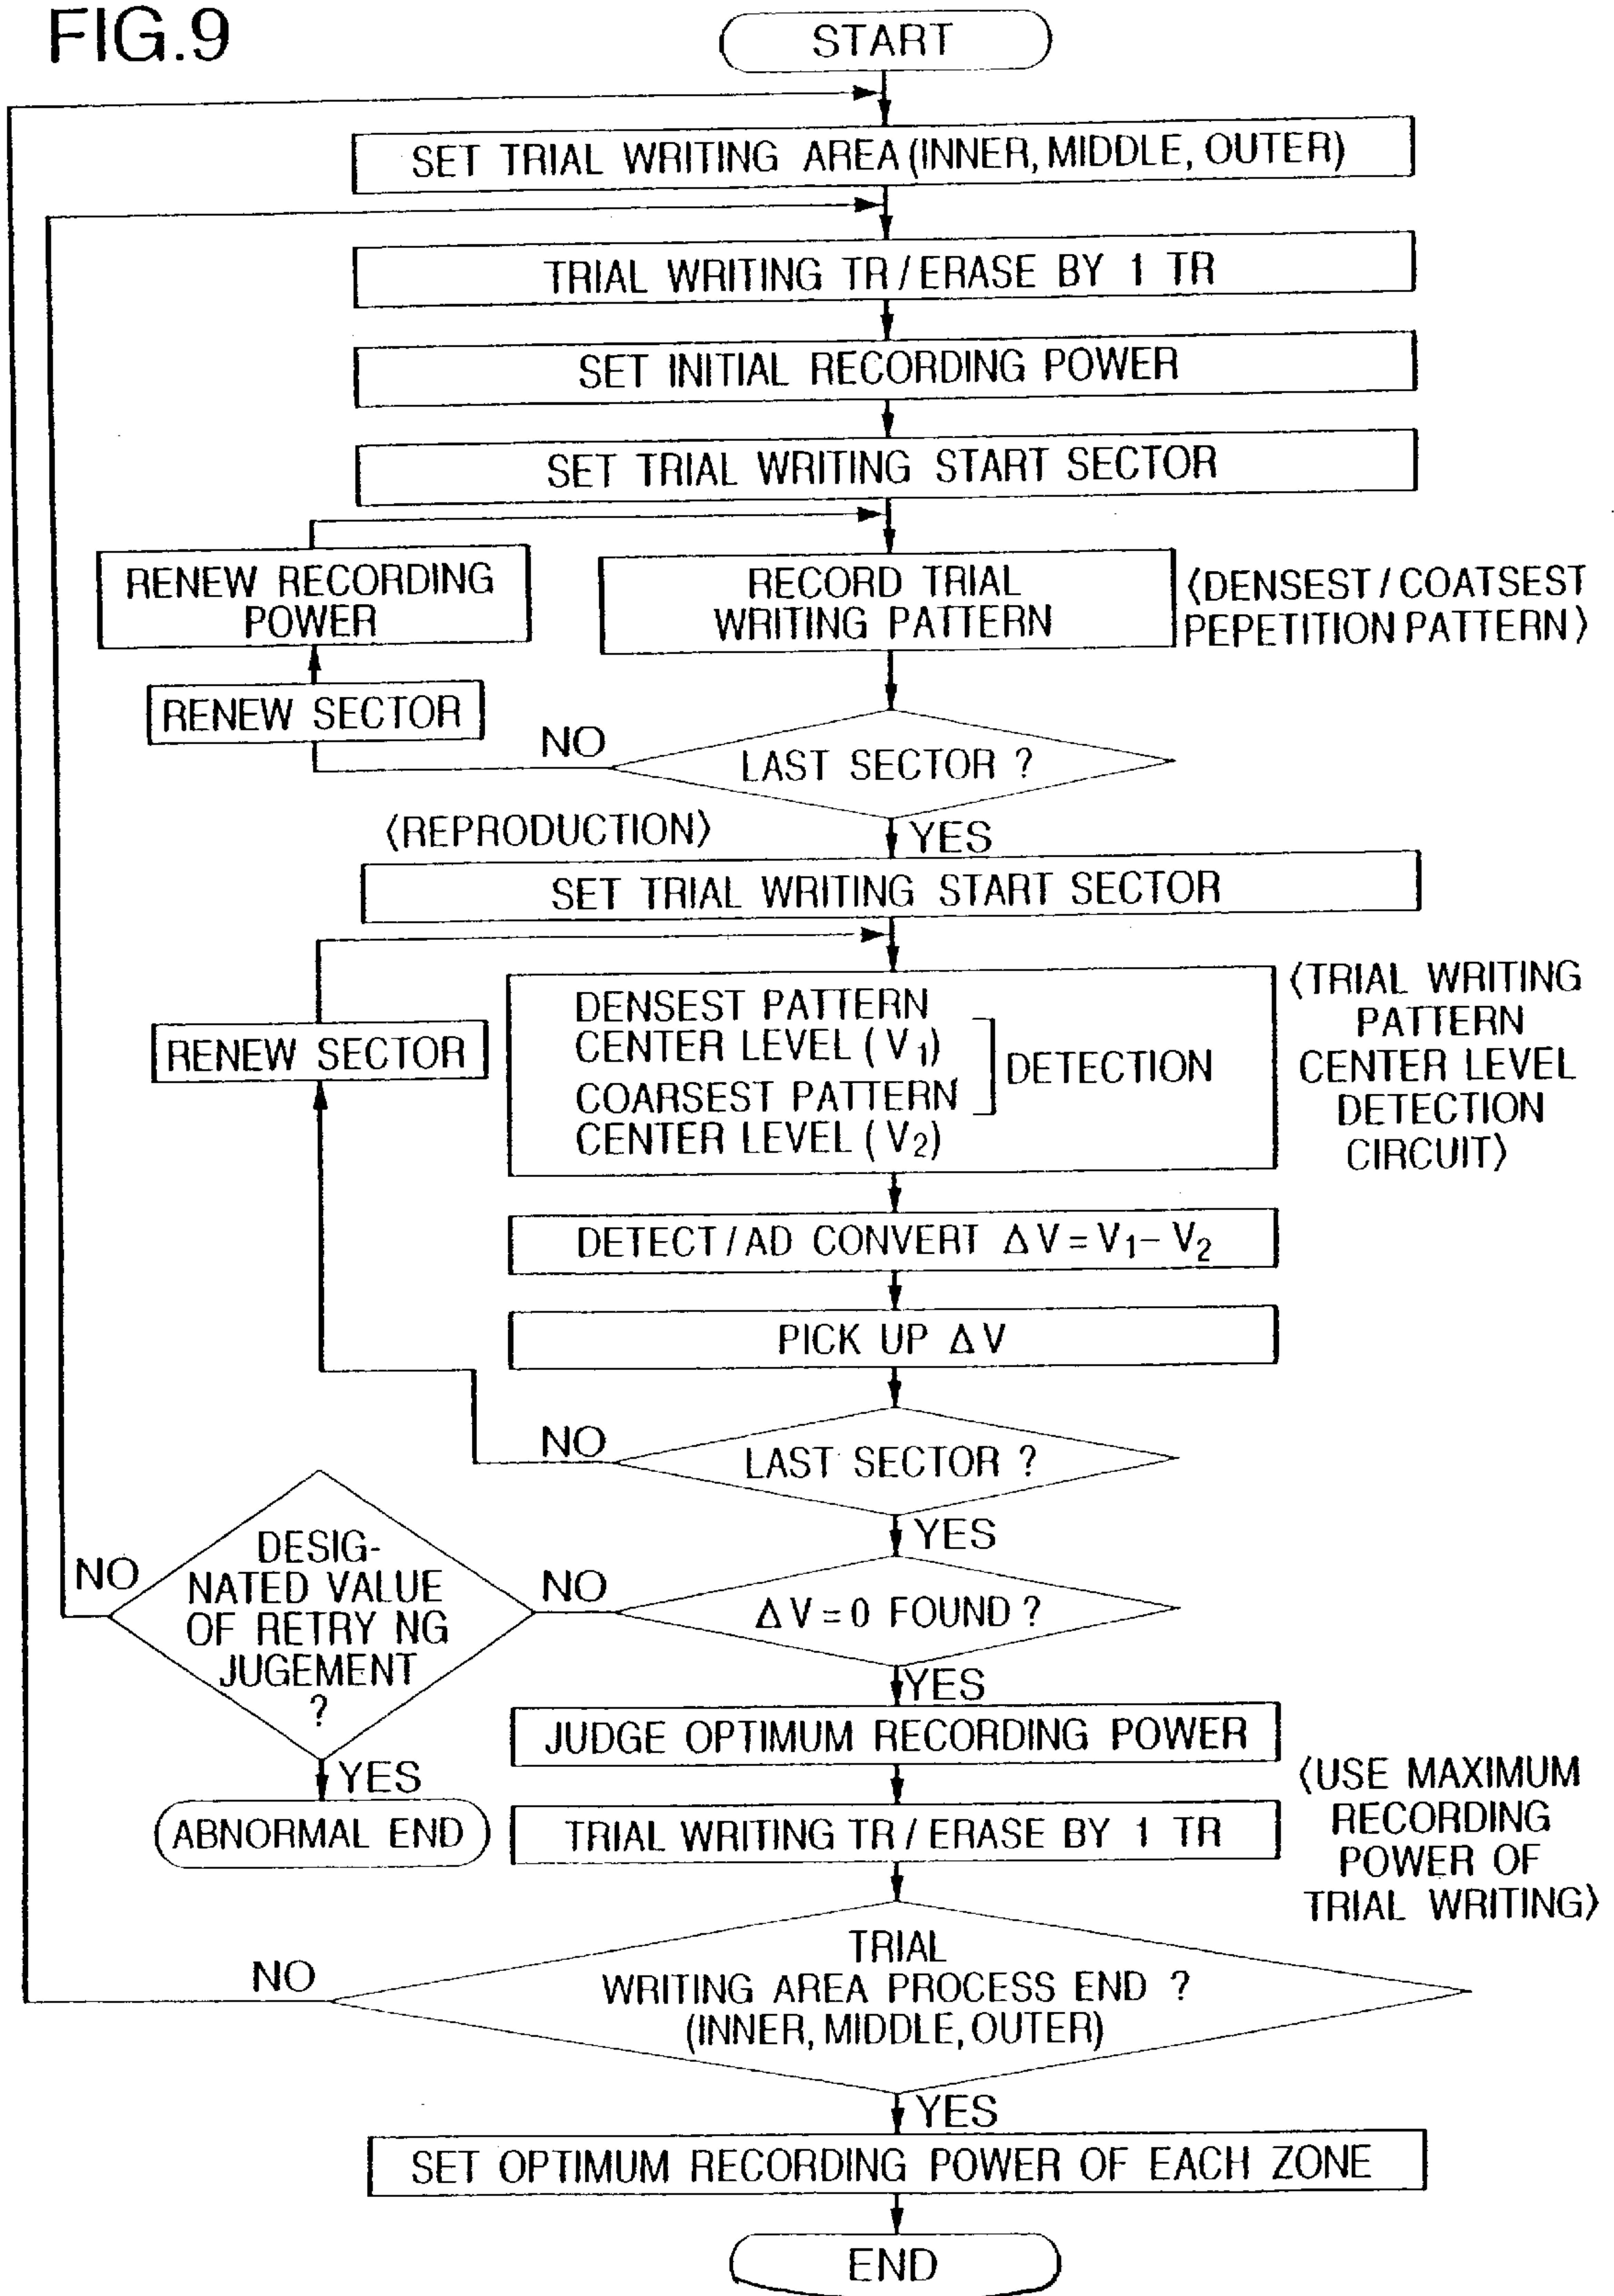 FIG.9
START
SET TRIAL WRITING AREA (INNER, MIDDLE, OUTER)
TRIAL WRITING TR / ERASE BY 1 TR
SET INITIAL RECORDING POWER
SET TRIAL WRITING START SECTOR
RENEW RECORDING
POWER
RECORD TRIAL
WRITING PATTERN
〈DENSEST / COATSEST
PEPETITION PATTERN〉
RENEW SECTOR
NO
LAST SECTOR ?
〈REPRODUCTION〉
YES
SET TRIAL WRITING START SECTOR
RENEW SECTOR
DENSEST PATTERN
CENTER LEVEL (V₁)
COARSEST PATTERN
CENTER LEVEL (V₂)
DETECTION
〈TRIAL WRITING
PATTERN
CENTER LEVEL
DETECTION
CIRCUIT〉
DETECT / AD CONVERT ΔV = V₁ - V₂
PICK UP ΔV
NO
LAST SECTOR ?
YES
NO
DESIG-
NATED VALUE
OF RETRY NG
JUGEMENT
?
NO
ΔV = 0 FOUND ?
YES
YES
JUDGE OPTIMUM RECORDING POWER
ABNORMAL END
TRIAL WRITING TR / ERASE BY 1 TR
〈USE MAXIMUM
RECORDING
POWER OF
TRIAL WRITING〉
NO
TRIAL
WRITING AREA PROCESS END ?
(INNER, MIDDLE, OUTER)
YES
SET OPTIMUM RECORDING POWER OF EACH ZONE
END